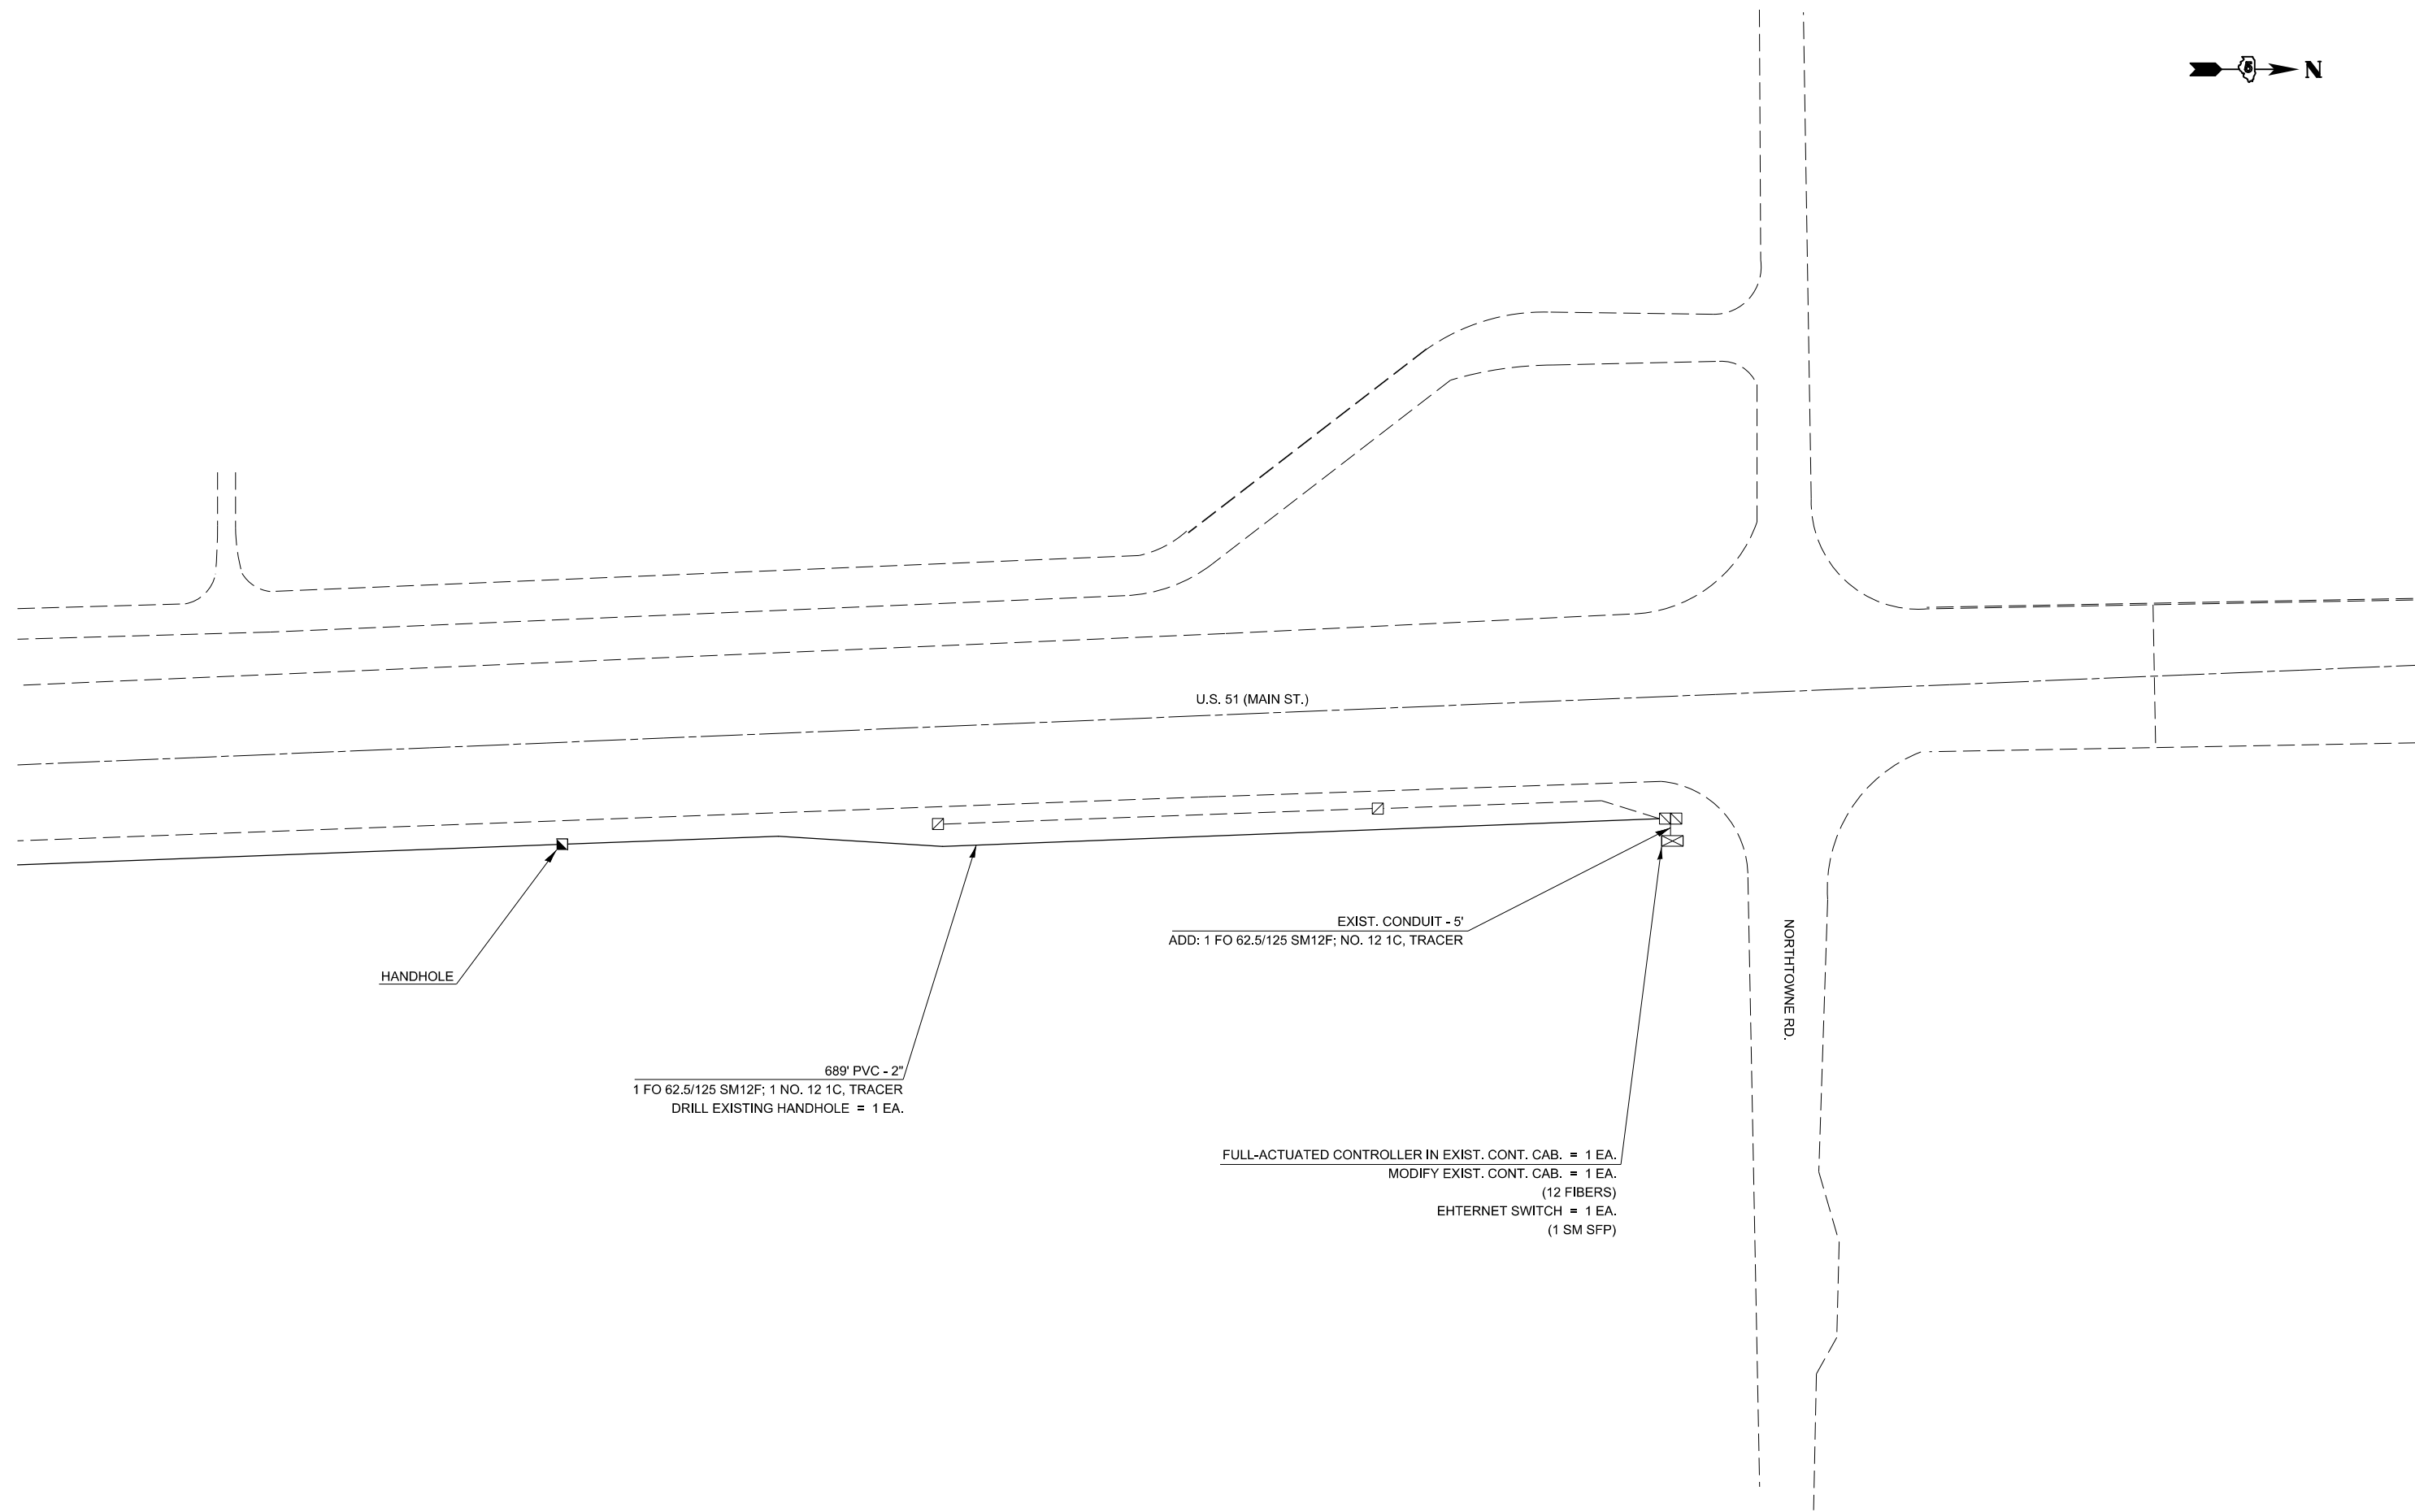 5
N
U.S. 51 (MAIN ST.)
EXIST. CONDUIT - 5'
ADD: 1 FO 62.5/125 SM12F; NO. 12 1C, TRACER
NORTHTOWNE RD.
HANDHOLE
689' PVC - 2"
1 FO 62.5/125 SM12F; 1 NO. 12 1C, TRACER
DRILL EXISTING HANDHOLE = 1 EA.
FULL-ACTUATED CONTROLLER IN EXIST. CONT. CAB. = 1 EA.
MODIFY EXIST. CONT. CAB. = 1 EA.
(12 FIBERS)
EHTERNET SWITCH = 1 EA.
(1 SM SFP)